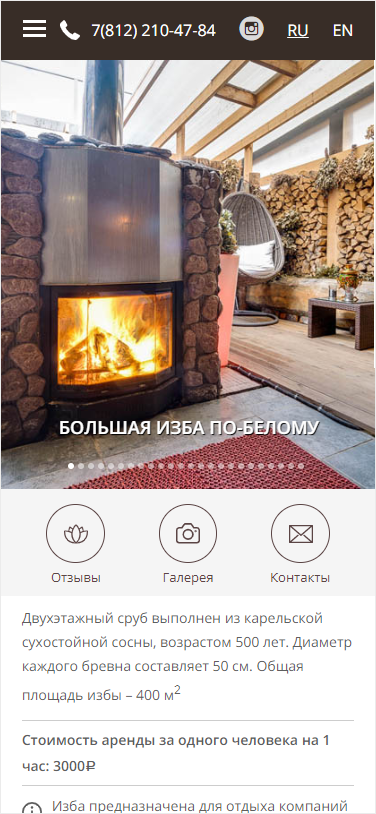 7(812) 210-47-84 RU EN
БОЛЬШАЯ ИЗБА ПО-БЕЛОМУ
Отзывы Галерея Контакты
Двухэтажный сруб выполнен из карельской
сухостойной сосны, возрастом 500 лет. Диаметр
каждого бревна составляет 50 см. Общая
площадь избы – 400 м²
Стоимость аренды за одного человека на 1
час: 3000₽
Изба предназначена для отдыха компаний